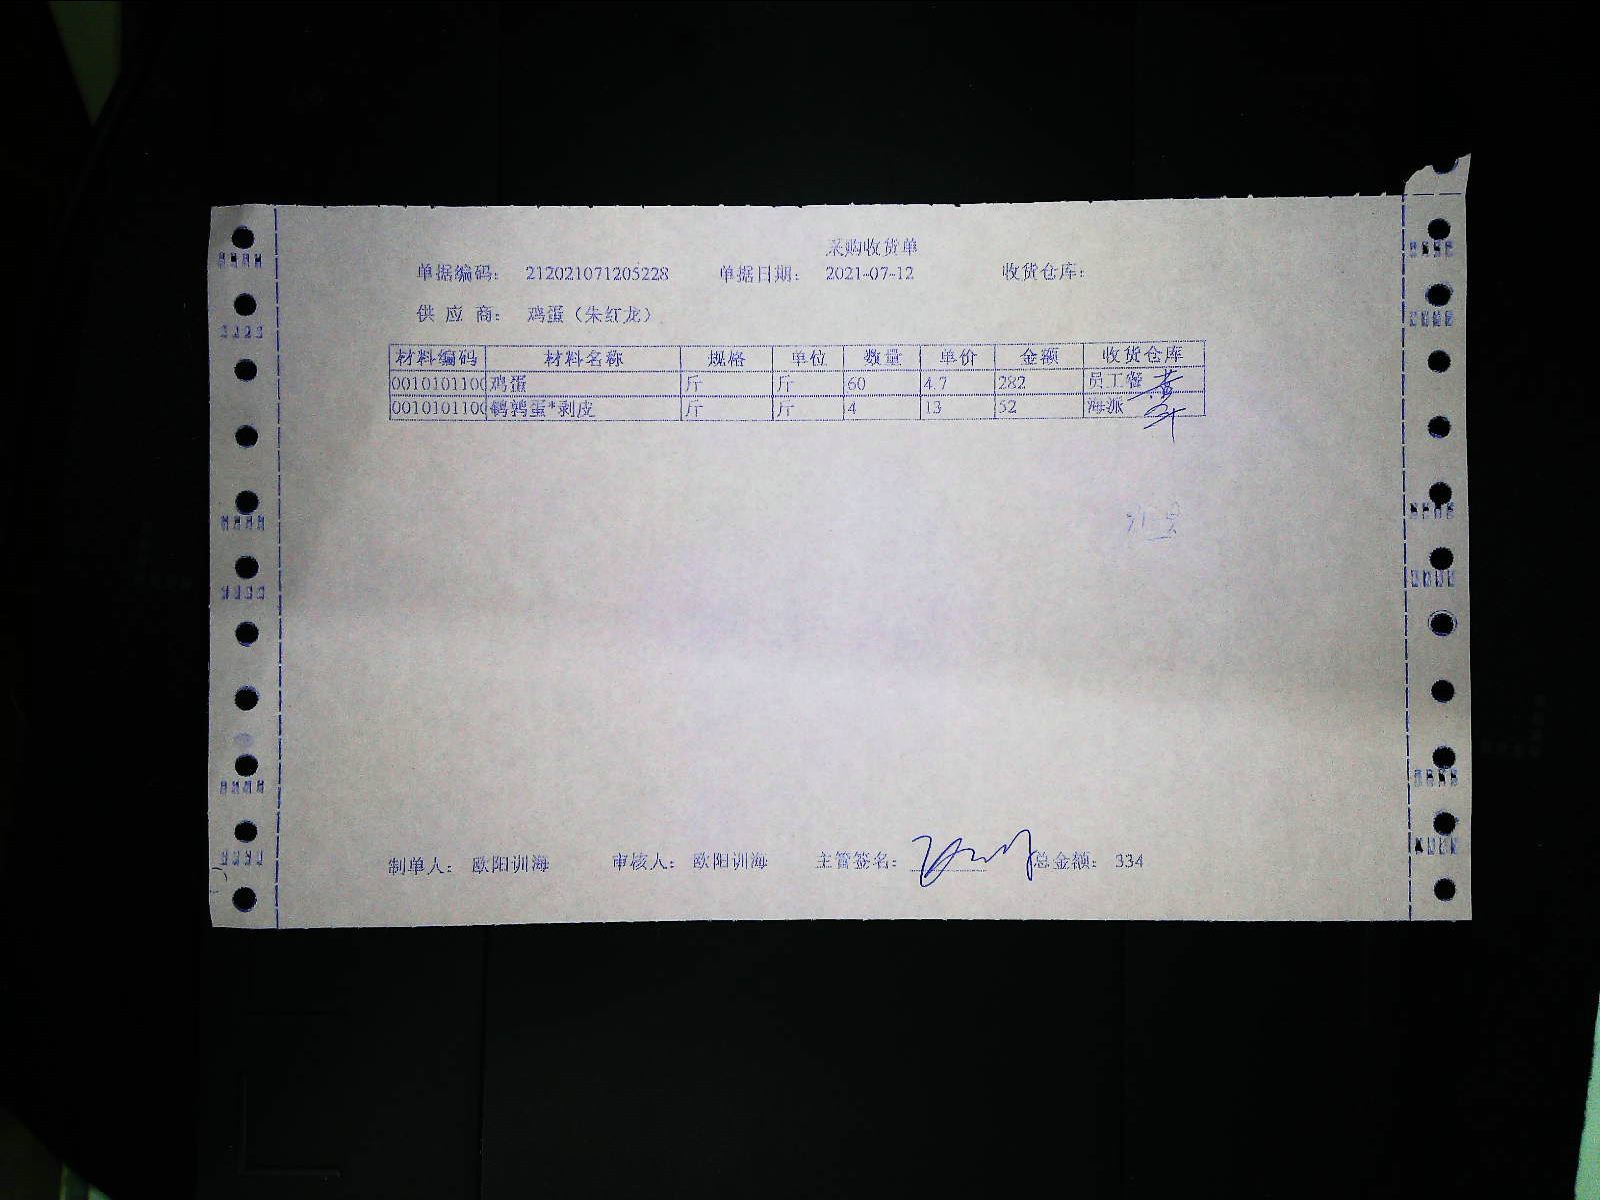 采购收货单
单据编码: 212021071205228 单据日期: 2021-07-12 收货仓库:
供 应 商: 鸡蛋（朱红龙）
材料编码 材料名称 规格 单位 数量 单价 金额 收货仓库
0010101100 鸡蛋 斤 斤 60 4.7 282 员工餐
0010101100 鹌鹑蛋*剥皮 斤 斤 4 13 52 海派
制单人: 欧阳训海 审核人: 欧阳训海 主管签名: 总金额: 334